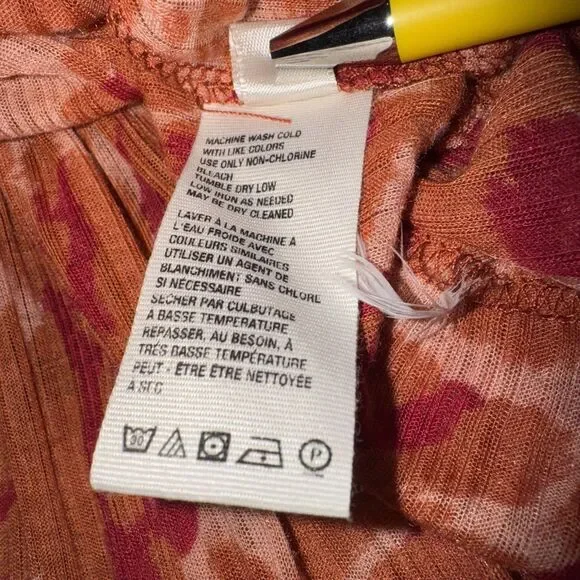 MACHINE WASH COLD
WITH LIKE COLORS
USE ONLY NON-CHLORINE
BLEACH
TUMBLE DRY LOW
LOW IRON AS NEEDED
MAY BE DRY CLEANED
LAVER À LA MACHINE À
L'EAU FROIDE AVEC
COULEURS SIMILAIRES
UTILISER UN AGENT DE
BLANCHIMENT SANS CHLORE
SI NÉCESSAIRE
SÉCHER PAR CULBUTAGE
À BASSE TEMPÉRATURE
REPASSER, AU BESOIN, À
TRÈS BASSE TEMPÉRATURE
PEUT - ÊTRE ÊTRE NETTOYÉE
À SEC
30 P